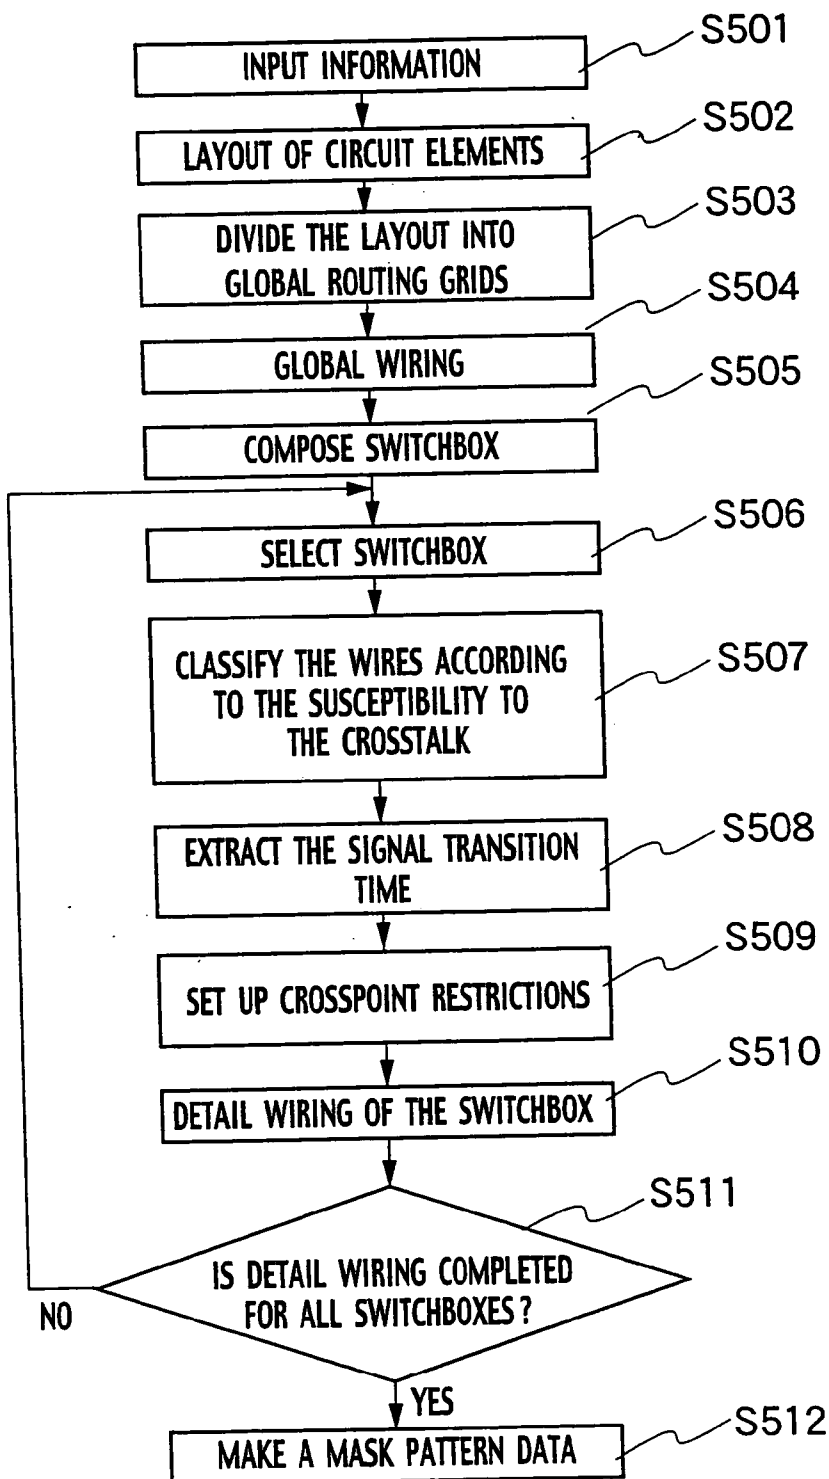 S501
INPUT INFORMATION
S502
LAYOUT OF CIRCUIT ELEMENTS
S503
DIVIDE THE LAYOUT INTO
GLOBAL ROUTING GRIDS
S504
GLOBAL WIRING
S505
COMPOSE SWITCHBOX
S506
SELECT SWITCHBOX
S507
CLASSIFY THE WIRES ACCORDING
TO THE SUSCEPTIBILITY TO
THE CROSSTALK
S508
EXTRACT THE SIGNAL TRANSITION
TIME
S509
SET UP CROSSPOINT RESTRICTIONS
S510
DETAIL WIRING OF THE SWITCHBOX
S511
IS DETAIL WIRING COMPLETED
FOR ALL SWITCHBOXES?
NO
YES
S512
MAKE A MASK PATTERN DATA